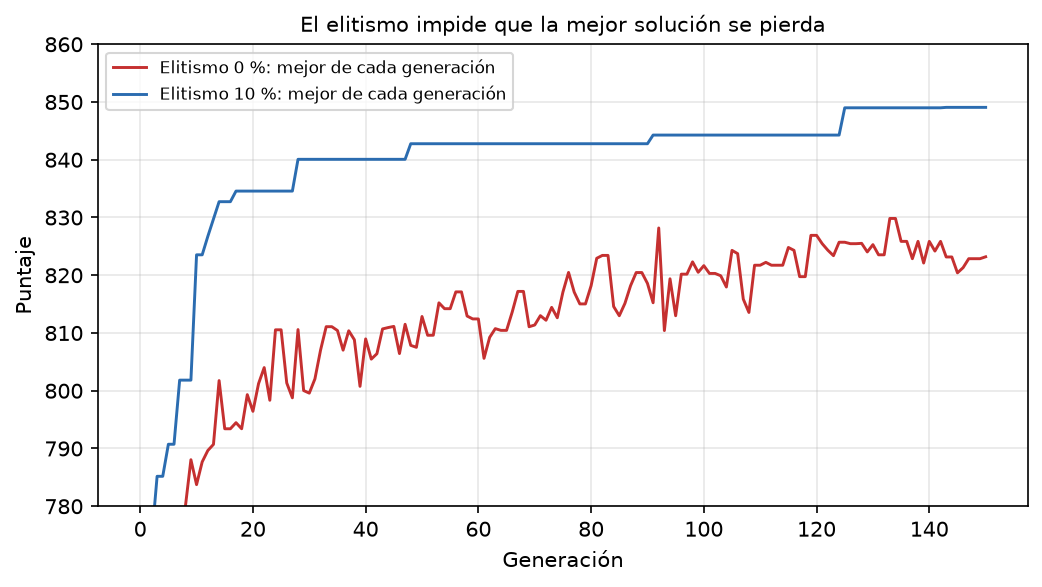 El elitismo impide que la mejor solución se pierda
860
850
840
830
820
810
800
790
780
Puntaje
Elitismo 0 %: mejor de cada generación
Elitismo 10 %: mejor de cada generación
0 20 40 60 80 100 120 140
Generación